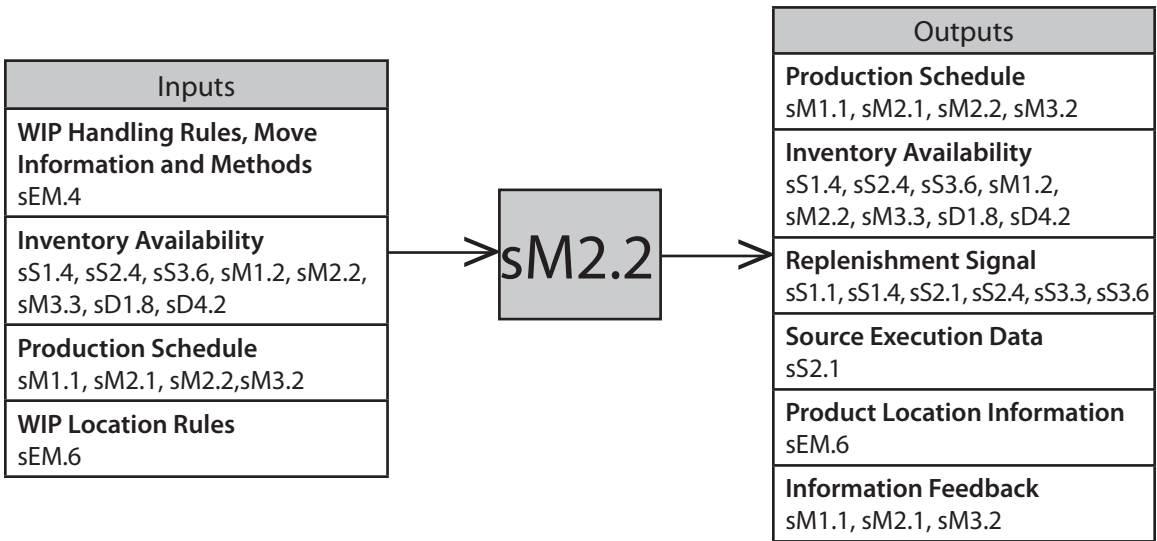 Inputs
WIP Handling Rules, Move
Information and Methods
sEM.4
Inventory Availability
sS1.4, sS2.4, sS3.6, sM1.2, sM2.2,
sM3.3, sD1.8, sD4.2
Production Schedule
sM1.1, sM2.1, sM2.2,sM3.2
WIP Location Rules
sEM.6
sM2.2
Outputs
Production Schedule
sM1.1, sM2.1, sM2.2, sM3.2
Inventory Availability
sS1.4, sS2.4, sS3.6, sM1.2,
sM2.2, sM3.3, sD1.8, sD4.2
Replenishment Signal
sS1.1, sS1.4, sS2.1, sS2.4, sS3.3, sS3.6
Source Execution Data
sS2.1
Product Location Information
sEM.6
Information Feedback
sM1.1, sM2.1, sM3.2